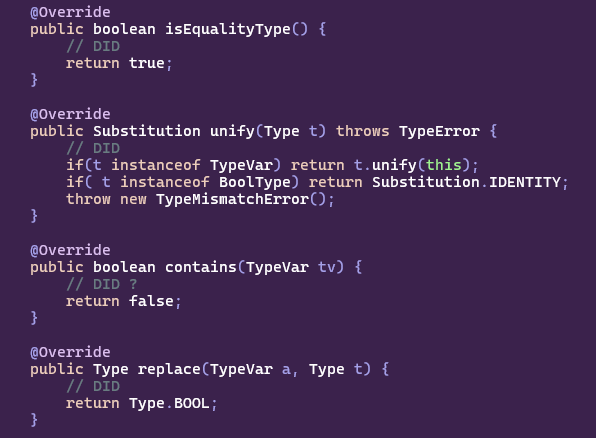 @Override
public boolean isEqualityType() {
    // DID
    return true;
}

@Override
public Substitution unify(Type t) throws TypeError {
    // DID
    if(t instanceof TypeVar) return t.unify(this);
    if( t instanceof BoolType) return Substitution.IDENTITY;
    throw new TypeMismatchError();
}

@Override
public boolean contains(TypeVar tv) {
    // DID ?
    return false;
}

@Override
public Type replace(TypeVar a, Type t) {
    // DID
    return Type.BOOL;
}